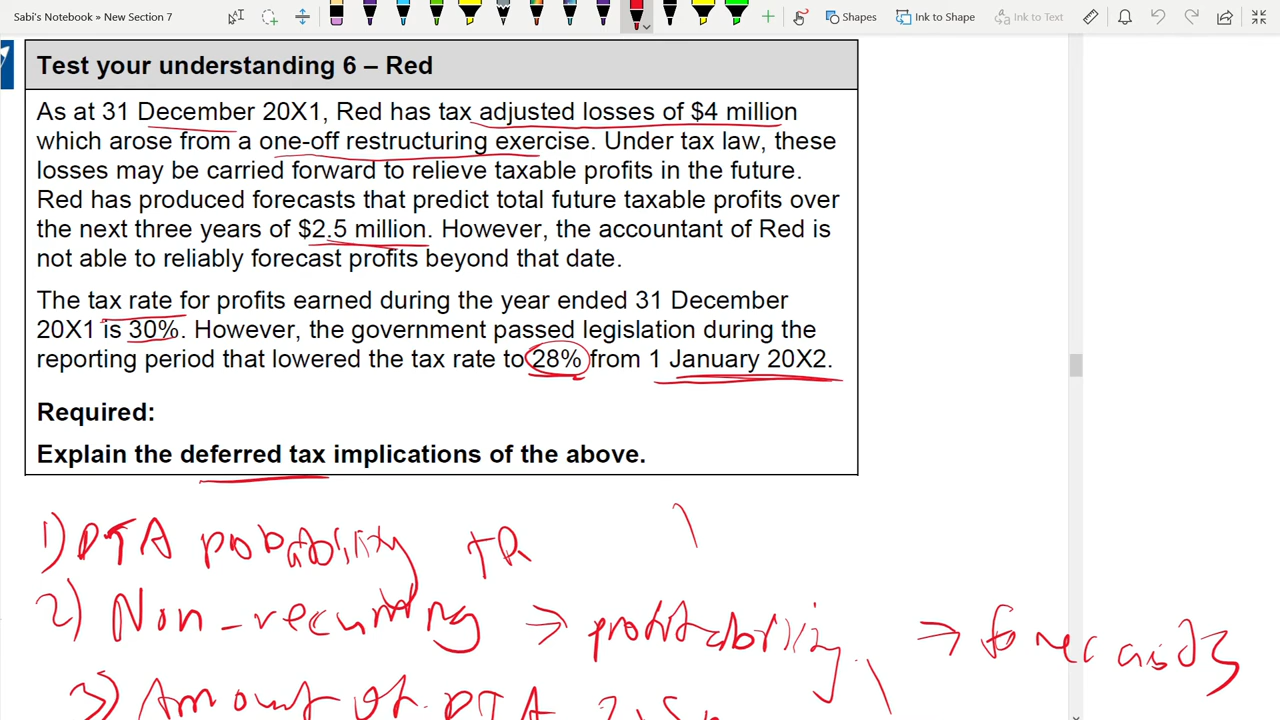 Sabi's Notebook » New Section 7
Shapes
Ink to Shape
Ink to Text
Test your understanding 6 – Red
As at 31 December 20X1, Red has tax adjusted losses of $4 million
which arose from a one-off restructuring exercise. Under tax law, these
losses may be carried forward to relieve taxable profits in the future.
Red has produced forecasts that predict total future taxable profits over
the next three years of $2.5 million. However, the accountant of Red is
not able to reliably forecast profits beyond that date.
The tax rate for profits earned during the year ended 31 December
20X1 is 30%. However, the government passed legislation during the
reporting period that lowered the tax rate to 28% from 1 January 20X2.
Required:
Explain the deferred tax implications of the above.
1) DTA probability
2) Non-recurring → profitability → forecasts
3) Amount of DTA